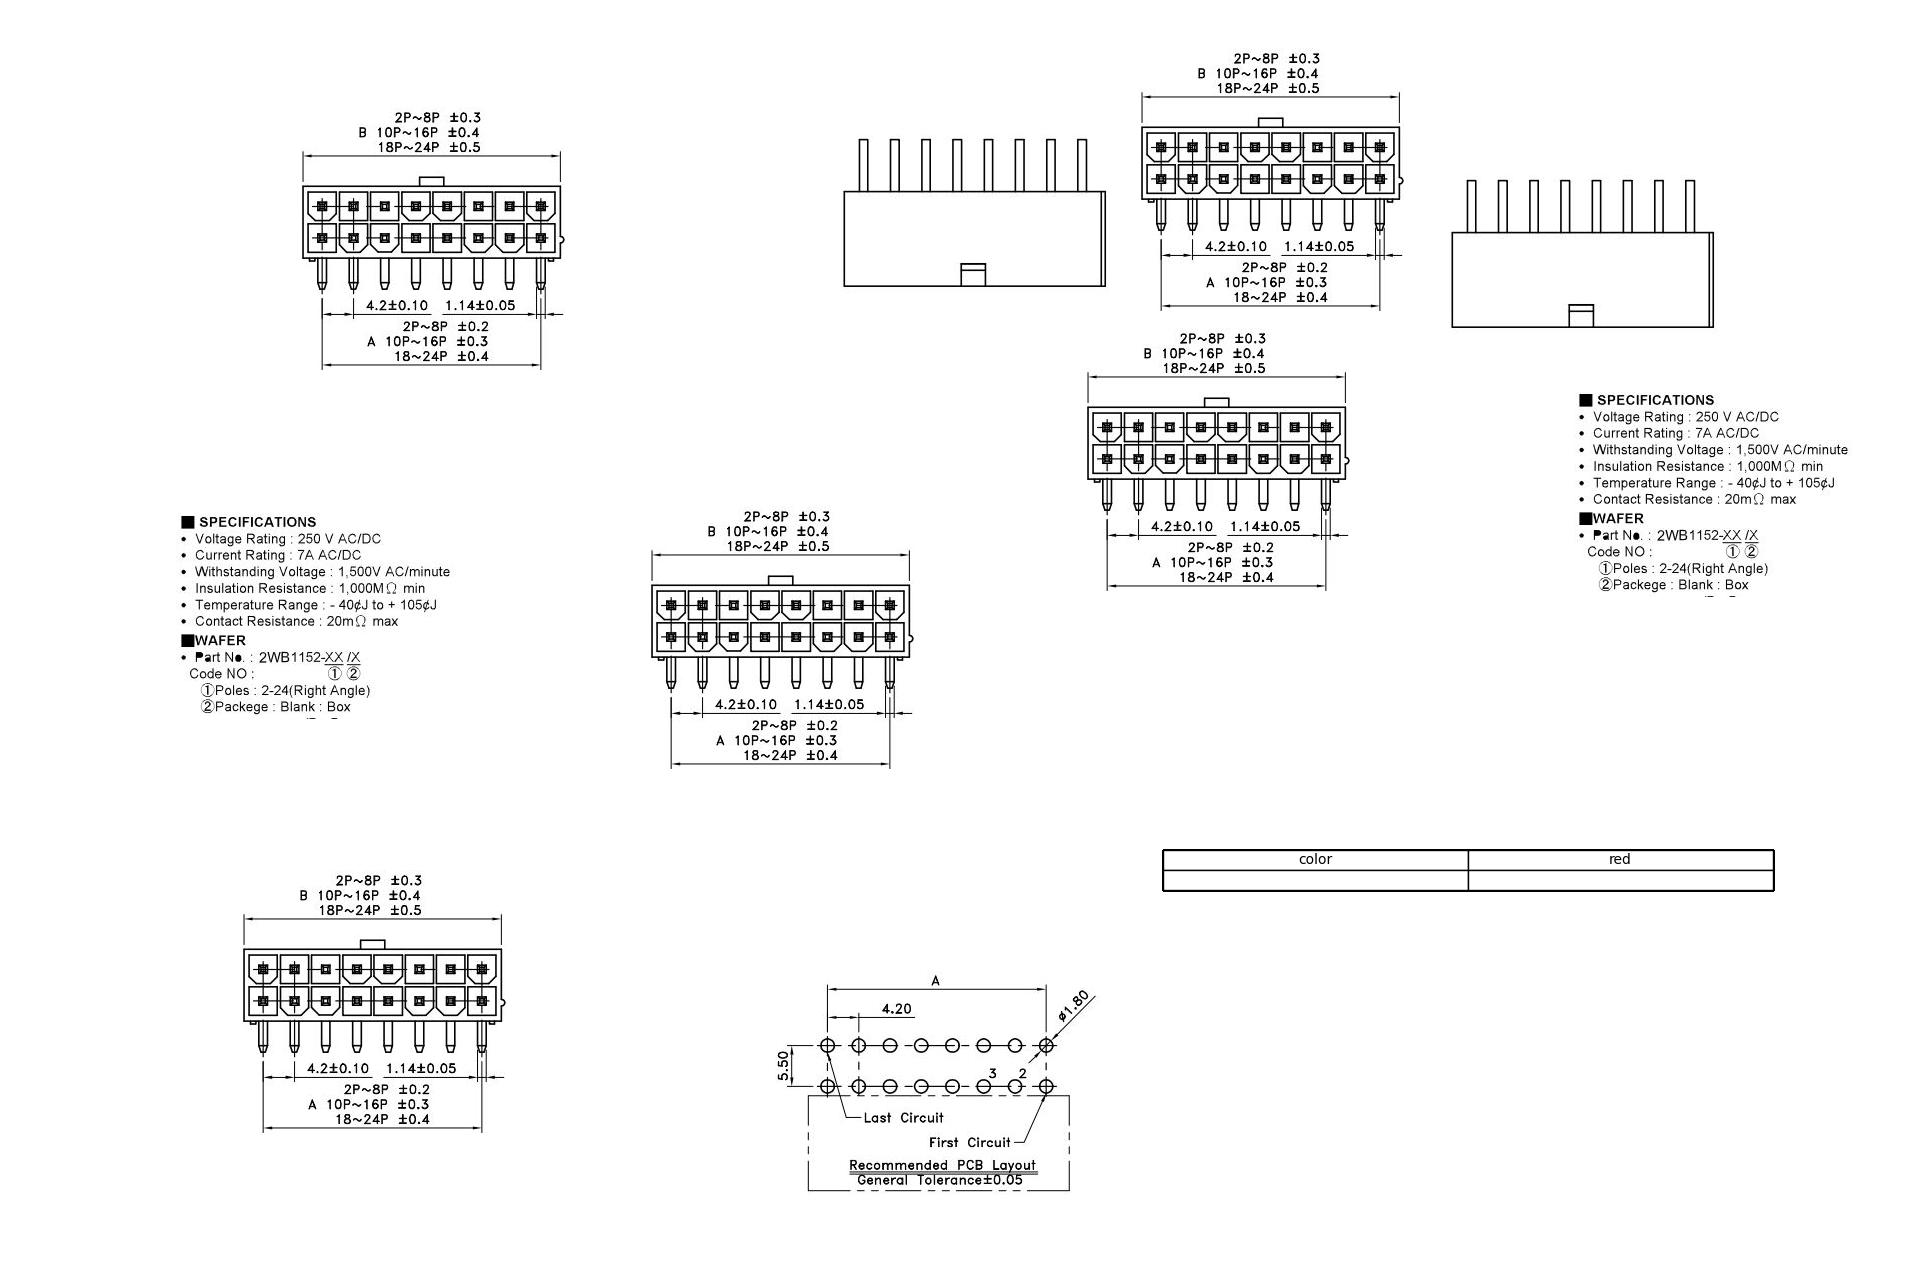 2P~8P ±0.3
B 10P~16P ±0.4
18P~24P ±0.5
4.2±0.10 1.14±0.05
2P~8P ±0.2
A 10P~16P ±0.3
18~24P ±0.4
2P~8P ±0.3
B 10P~16P ±0.4
18P~24P ±0.5
4.2±0.10 1.14±0.05
2P~8P ±0.2
A 10P~16P ±0.3
18~24P ±0.4
2P~8P ±0.3
B 10P~16P ±0.4
18P~24P ±0.5
4.2±0.10 1.14±0.05
2P~8P ±0.2
A 10P~16P ±0.3
18~24P ±0.4
■ SPECIFICATIONS
• Voltage Rating : 250 V AC/DC
• Current Rating : 7A AC/DC
• Withstanding Voltage : 1,500V AC/minute
• Insulation Resistance : 1,000MΩ min
• Temperature Range : - 40¢J to + 105¢J
• Contact Resistance : 20mΩ max
■WAFER
• Part No. : 2WB1152-XX /X
Code NO : ① ②
①Poles : 2-24(Right Angle)
②Packege : Blank : Box
■ SPECIFICATIONS
• Voltage Rating : 250 V AC/DC
• Current Rating : 7A AC/DC
• Withstanding Voltage : 1,500V AC/minute
• Insulation Resistance : 1,000MΩ min
• Temperature Range : - 40¢J to + 105¢J
• Contact Resistance : 20mΩ max
■WAFER
• Part No. : 2WB1152-XX /X
Code NO : ① ②
①Poles : 2-24(Right Angle)
②Packege : Blank : Box
2P~8P ±0.3
B 10P~16P ±0.4
18P~24P ±0.5
4.2±0.10 1.14±0.05
2P~8P ±0.2
A 10P~16P ±0.3
18~24P ±0.4
color red
2P~8P ±0.3
B 10P~16P ±0.4
18P~24P ±0.5
4.2±0.10 1.14±0.05
2P~8P ±0.2
A 10P~16P ±0.3
18~24P ±0.4
A
4.20
ø1.80
5.50
3 2
Last Circuit
First Circuit
Recommended PCB Layout
General Tolerance±0.05